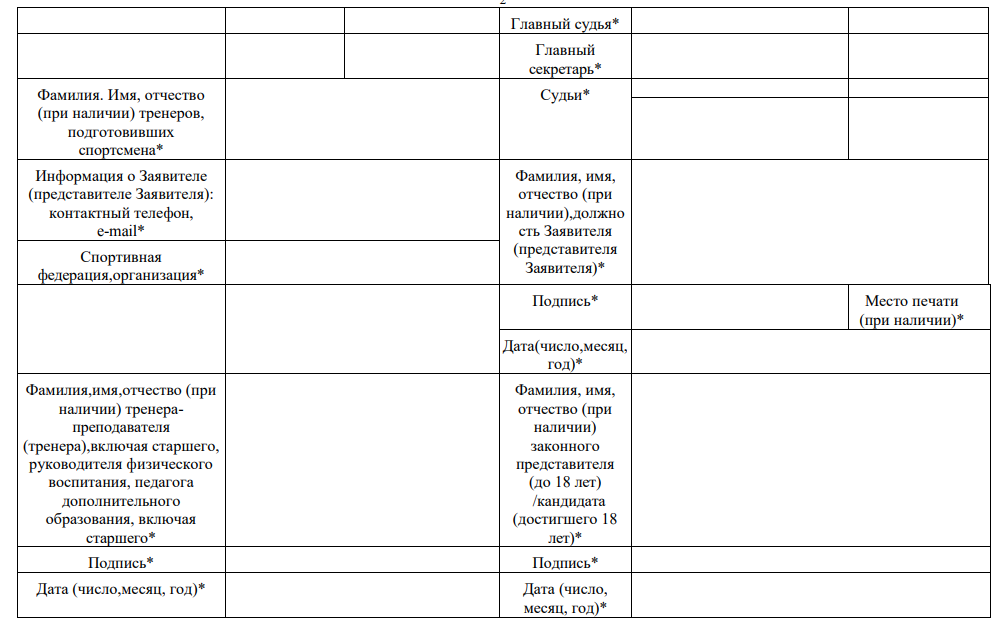 2
Главный судья*
Главный
секретарь*
Фамилия. Имя, отчество
(при наличии) тренеров,
подготовивших
спортсмена*
Судьи*
Информация о Заявителе
(представителе Заявителя):
контактный телефон,
e-mail*
Фамилия, имя,
отчество (при
наличии),должно
сть Заявителя
(представителя
Заявителя)*
Спортивная
федерация,организация*
Подпись*
Место печати
(при наличии)*
Дата(число,месяц,
год)*
Фамилия,имя,отчество (при
наличии) тренера-
преподавателя
(тренера),включая старшего,
руководителя физического
воспитания, педагога
дополнительного
образования, включая
старшего*
Фамилия, имя,
отчество (при
наличии)
законного
представителя
(до 18 лет)
/кандидата
(достигшего 18
лет)*
Подпись*
Подпись*
Дата (число,месяц, год)*
Дата (число,
месяц, год)*